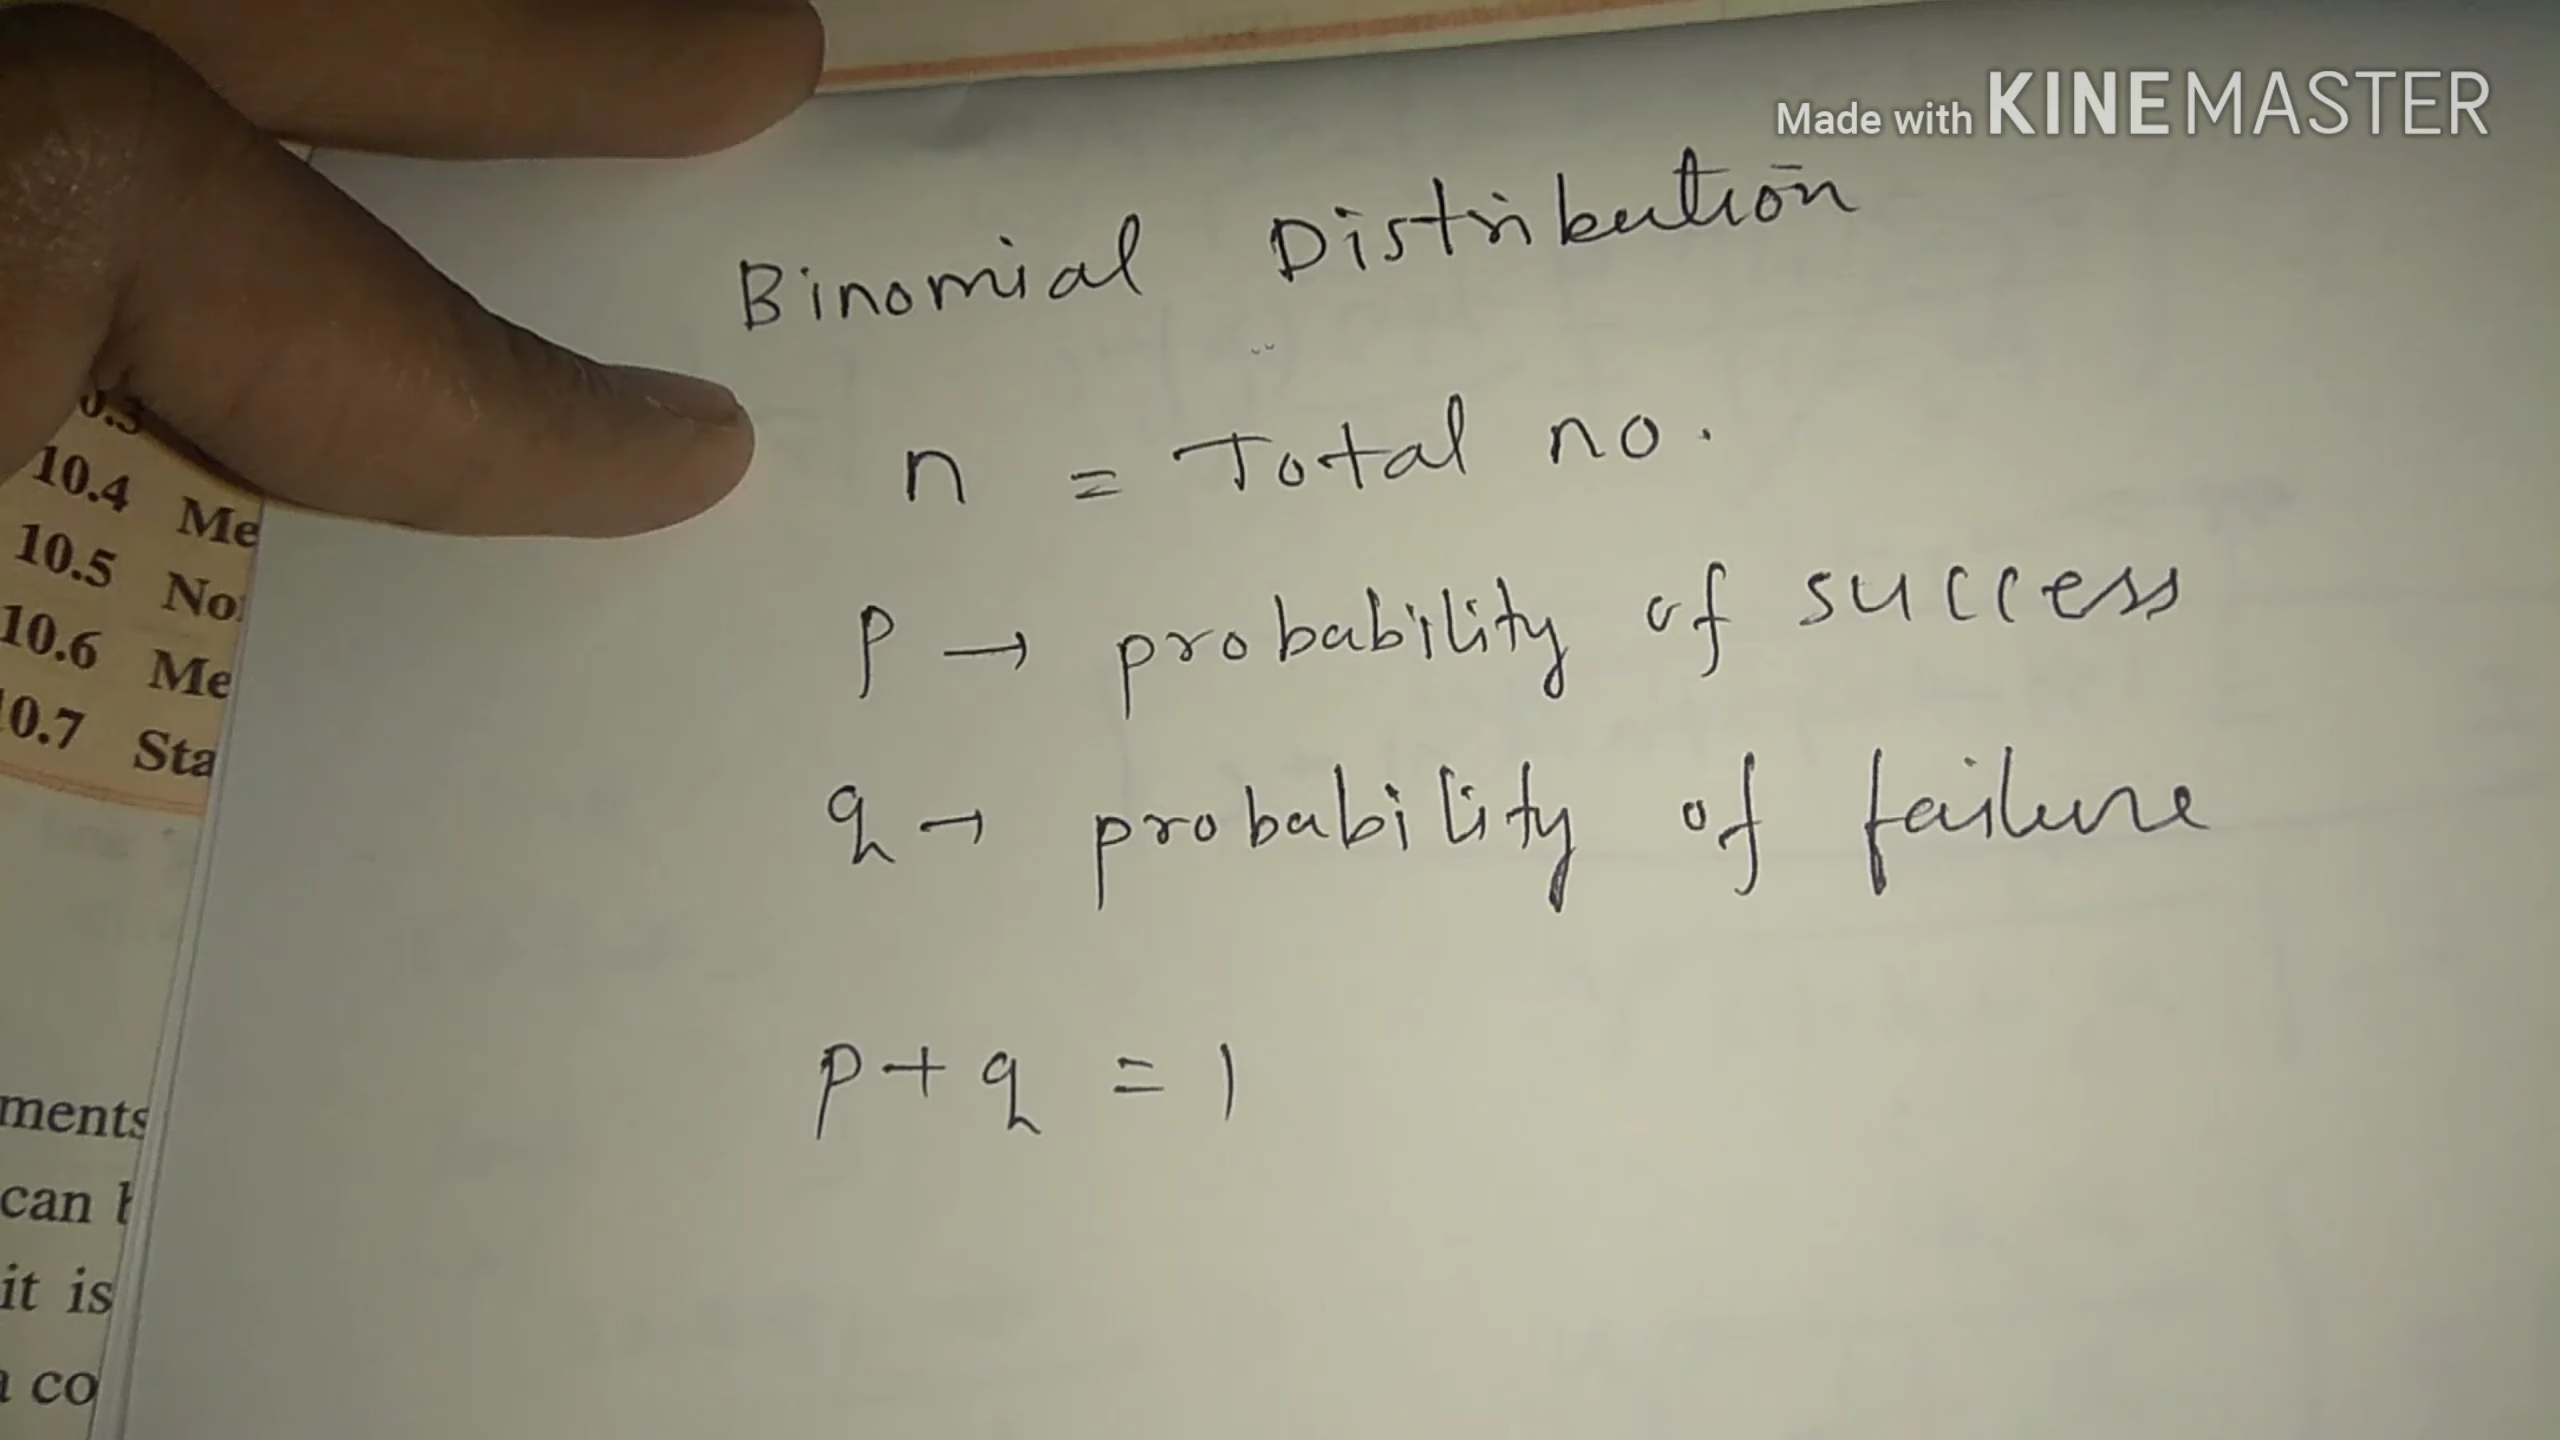 Made with KINEMASTER
Binomial Distribution
n = Total no.
p → probability of success
q → probability of failure
p + q = 1
10.4 Me
10.5 No
10.6 Me
10.7 Sta
ments
can
it is
co